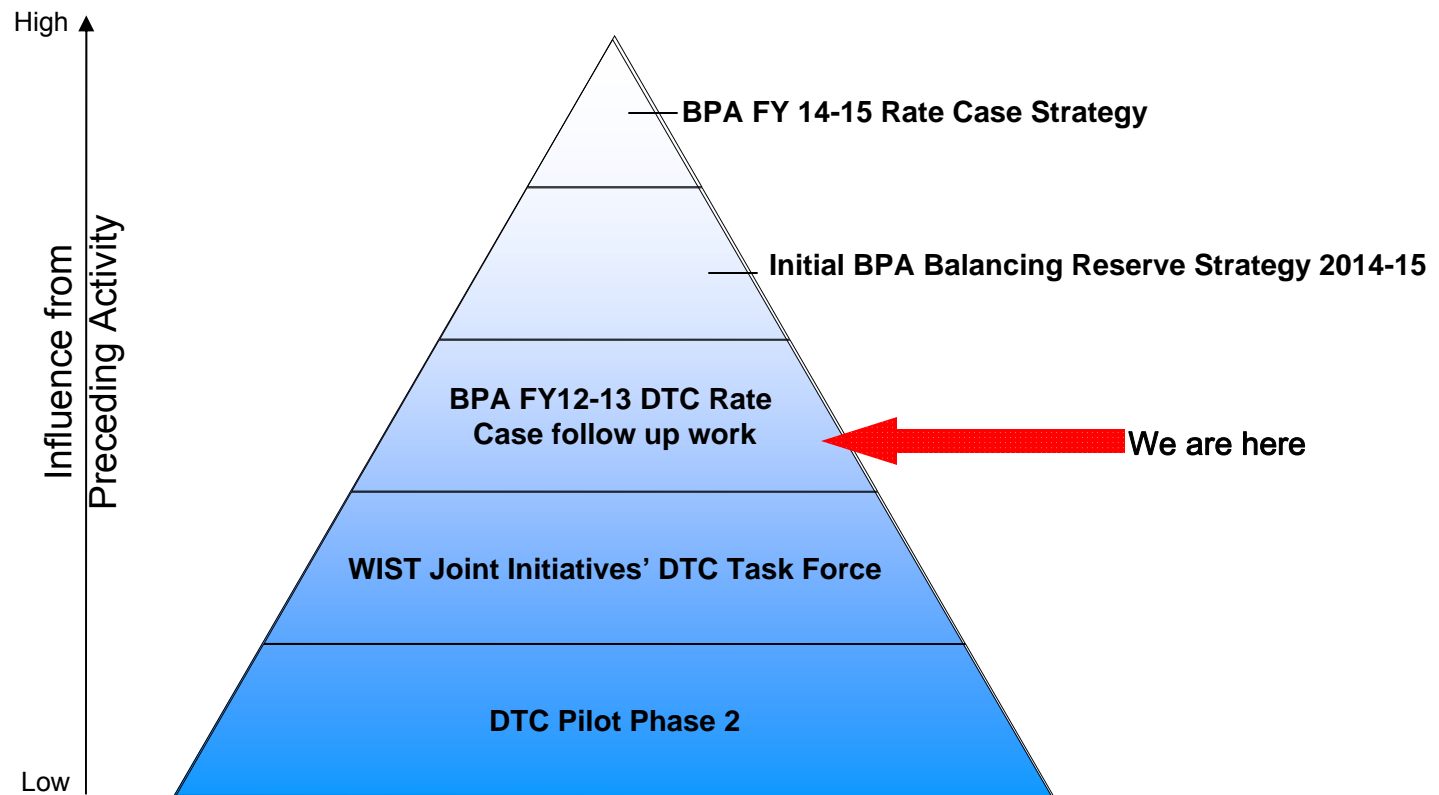 High
BPA FY 14-15 Rate Case Strategy
Initial BPA Balancing Reserve Strategy 2014-15
Influence from
Preceding Activity
BPA FY12-13 DTC Rate
Case follow up work
We are here
WIST Joint Initiatives’ DTC Task Force
DTC Pilot Phase 2
Low